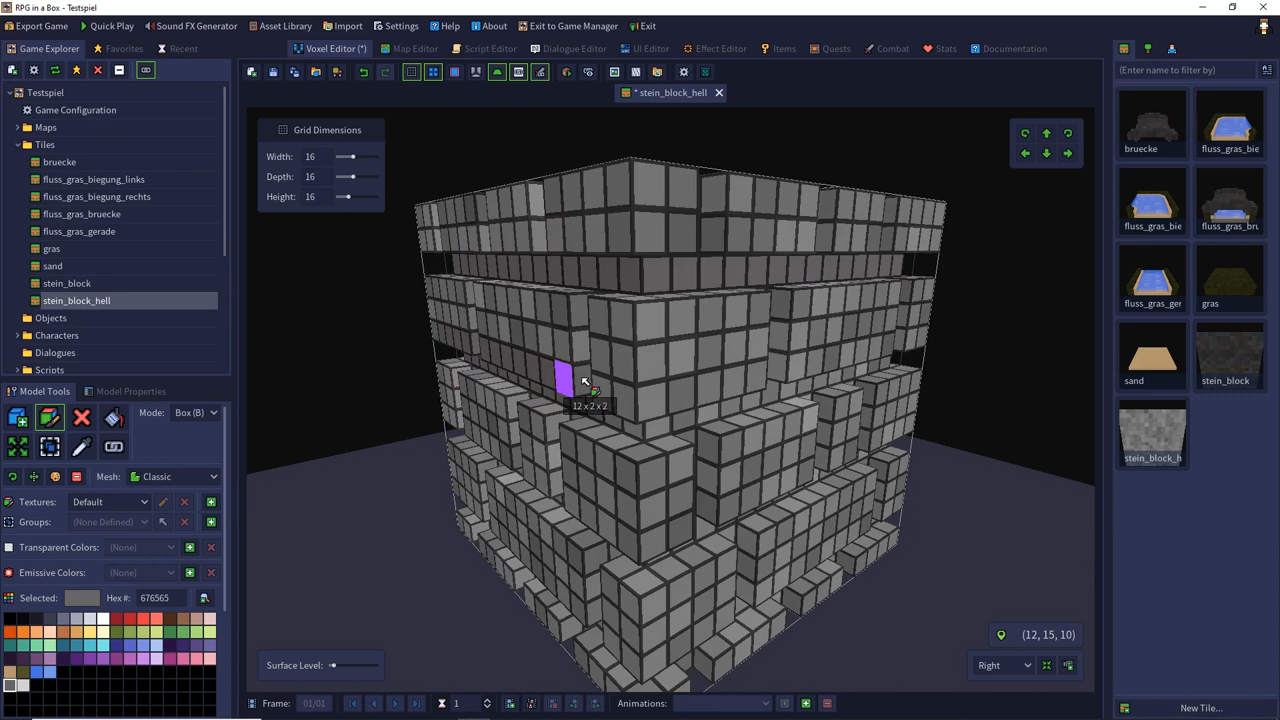 RPG in a Box - Testspiel
Export Game Quick Play Sound FX Generator Asset Library Import Settings Help About Exit to Game Manager Exit
Game Explorer Favorites Recent Voxel Editor (*) Map Editor Script Editor Dialogue Editor UI Editor Effect Editor Items Quests Combat Stats Documentation
* stein_block_hell
(Enter name to filter by)
Testspiel
Game Configuration
Maps
Tiles
bruecke
fluss_gras_biegung_links
fluss_gras_biegung_rechts
fluss_gras_bruecke
fluss_gras_gerade
gras
sand
stein_block
stein_block_hell
Objects
Characters
Dialogues
Scripts
Model Tools Model Properties
Mode: Box (B)
Mesh: Classic
Textures: Default
Groups: (None Defined)
Transparent Colors: (None)
Emissive Colors: (None)
Selected: Hex #: 676565
Grid Dimensions
Width: 16
Depth: 16
Height: 16
12 x 2 x 2
Surface Level:
(12, 15, 10)
Right
Frame: 01/01 1 Animations:
bruecke fluss_gras_bie
fluss_gras_bie fluss_gras_bru
fluss_gras_ger gras
sand stein_block
stein_block_h
New Tile...